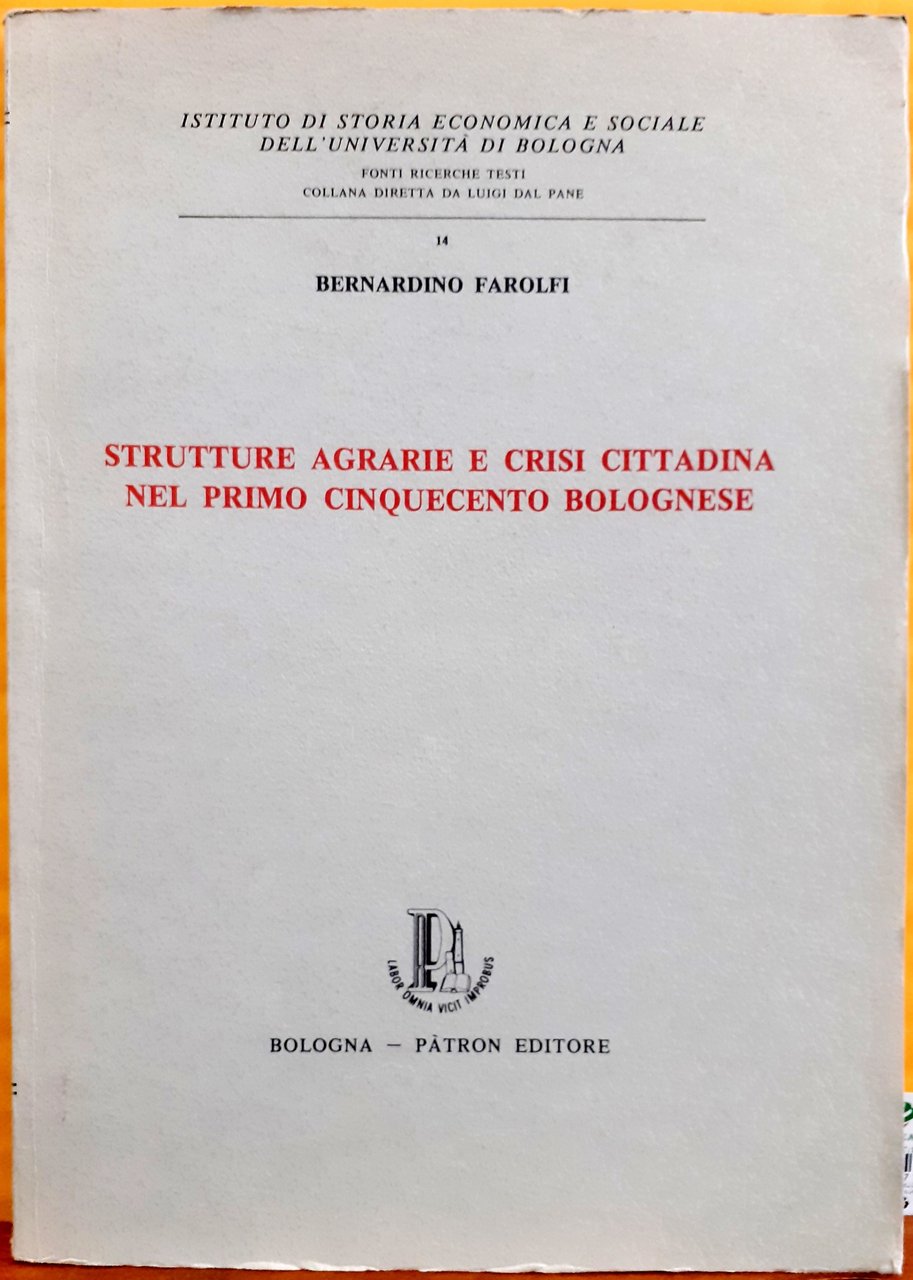 ISTITUTO DI STORIA ECONOMICA E SOCIALE
DELL'UNIVERSITÀ DI BOLOGNA
FONTI RICERCHE TESTI
COLLANA DIRETTA DA LUIGI DAL PANE
14
BERNARDINO FAROLFI
STRUTTURE AGRARIE E CRISI CITTADINA
NEL PRIMO CINQUECENTO BOLOGNESE
LABOR OMNIA VICIT IMPROBUS
BOLOGNA — PÀTRON EDITORE